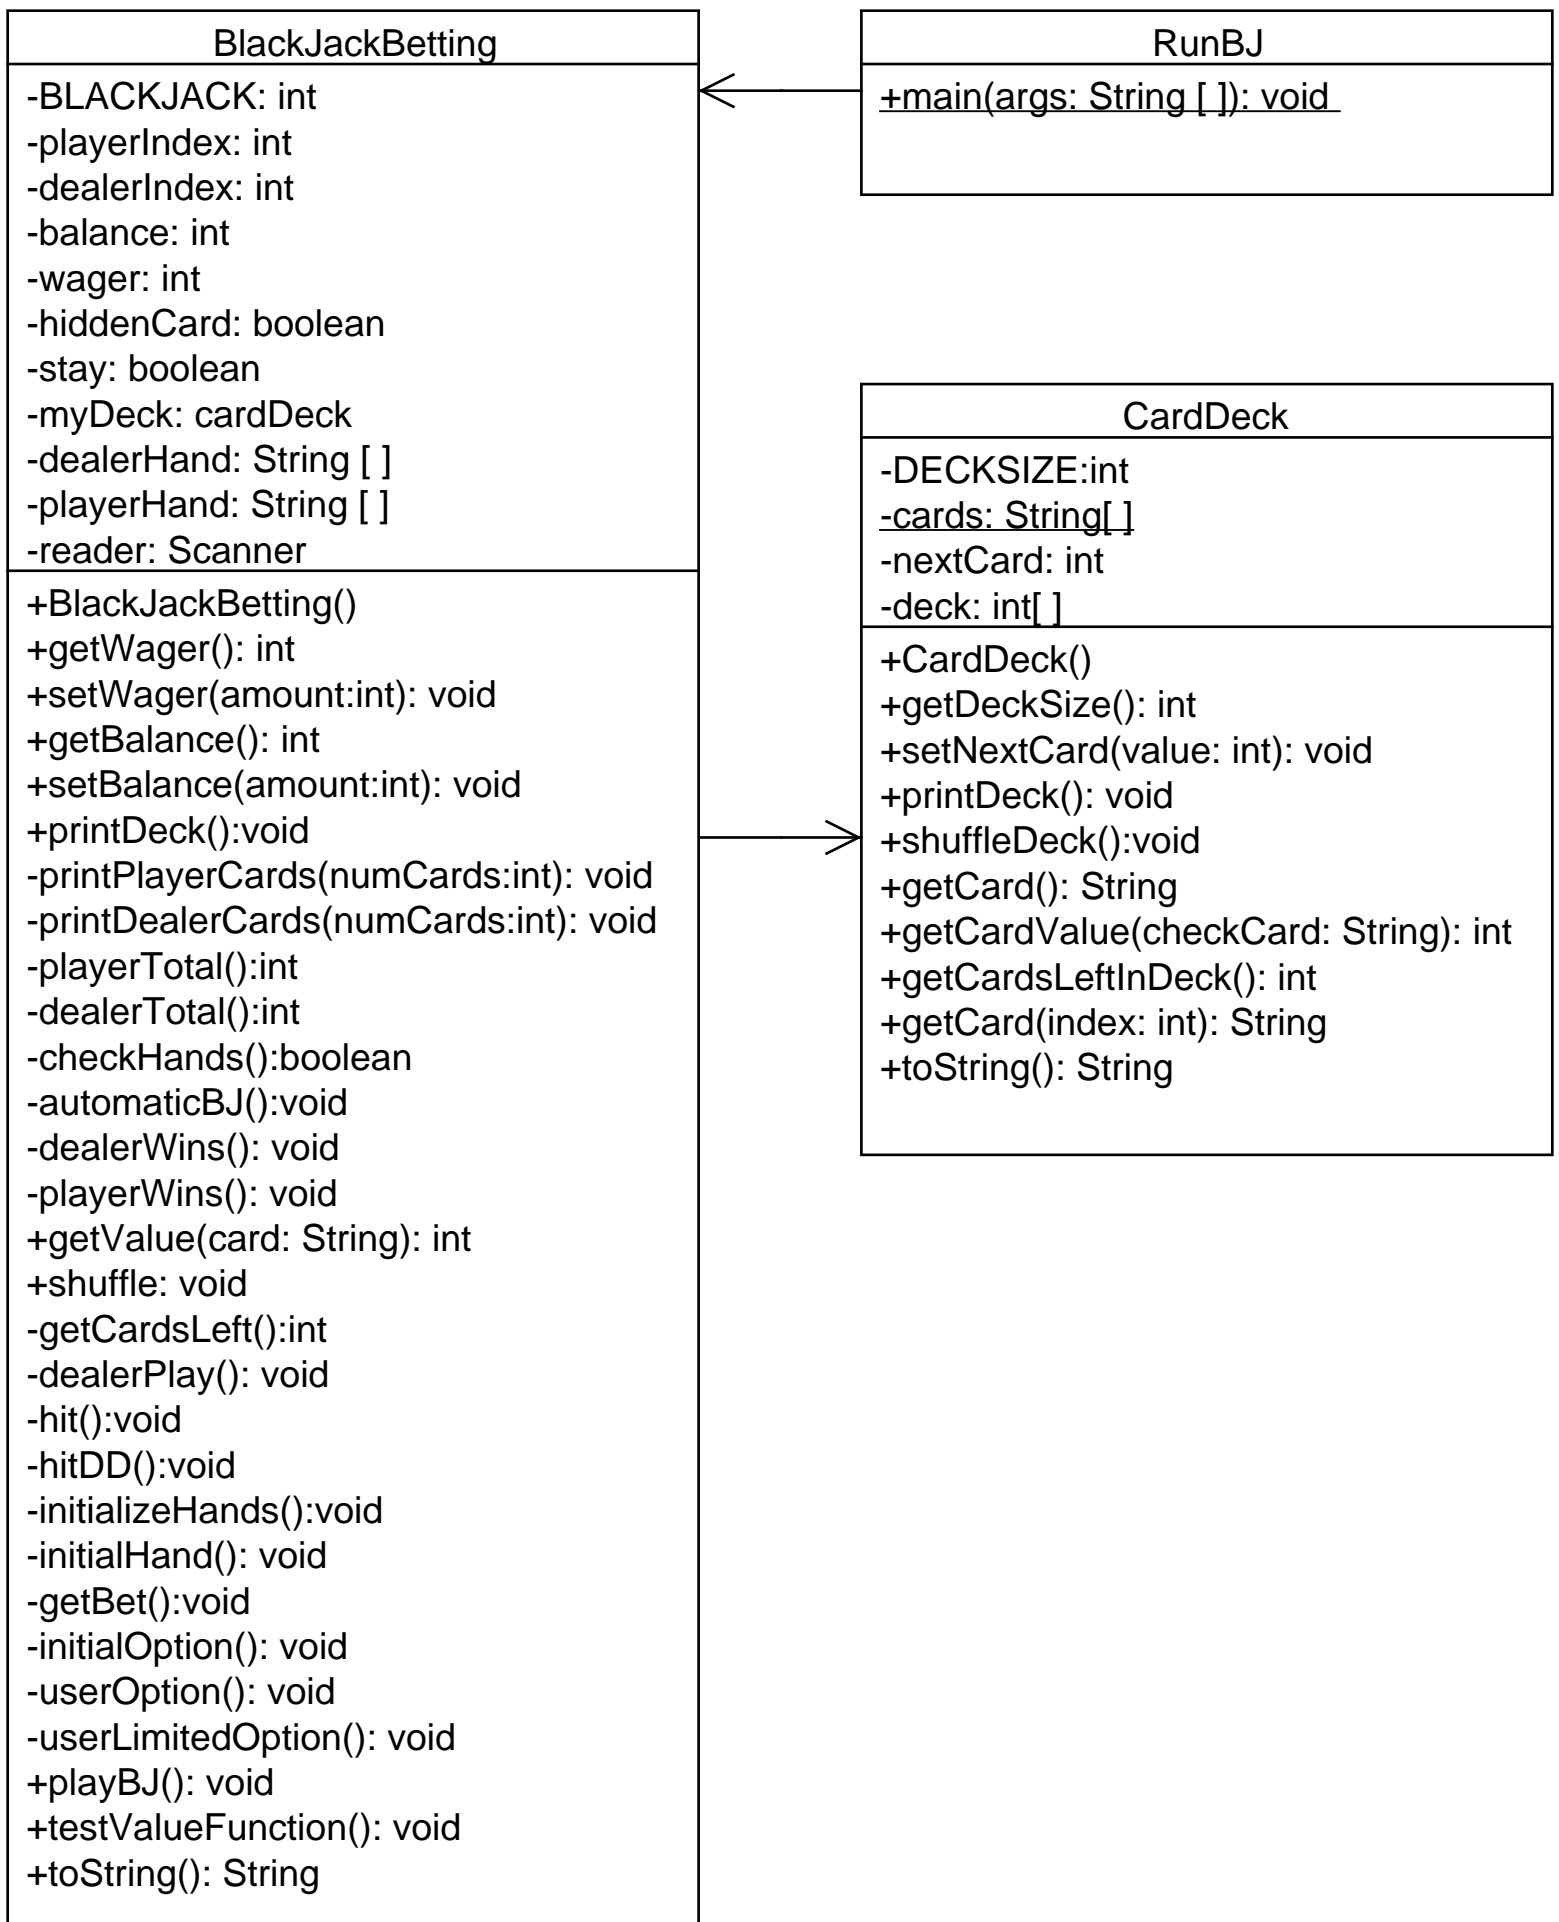 BlackJackBetting
-BLACKJACK: int
-playerIndex: int
-dealerIndex: int
-balance: int
-wager: int
-hiddenCard: boolean
-stay: boolean
-myDeck: cardDeck
-dealerHand: String [ ]
-playerHand: String [ ]
-reader: Scanner
+BlackJackBetting()
+getWager(): int
+setWager(amount:int): void
+getBalance(): int
+setBalance(amount:int): void
+printDeck():void
-printPlayerCards(numCards:int): void
-printDealerCards(numCards:int): void
-playerTotal():int
-dealerTotal():int
-checkHands():boolean
-automaticBJ():void
-dealerWins(): void
-playerWins(): void
+getValue(card: String): int
+shuffle: void
-getCardsLeft():int
-dealerPlay(): void
-hit():void
-hitDD():void
-initializeHands():void
-initialHand(): void
-getBet():void
-initialOption(): void
-userOption(): void
-userLimitedOption(): void
+playBJ(): void
+testValueFunction(): void
+toString(): String
RunBJ
+main(args: String [ ]): void
CardDeck
-DECKSIZE:int
-cards: String[ ]
-nextCard: int
-deck: int[ ]
+CardDeck()
+getDeckSize(): int
+setNextCard(value: int): void
+printDeck(): void
+shuffleDeck():void
+getCard(): String
+getCardValue(checkCard: String): int
+getCardsLeftInDeck(): int
+getCard(index: int): String
+toString(): String